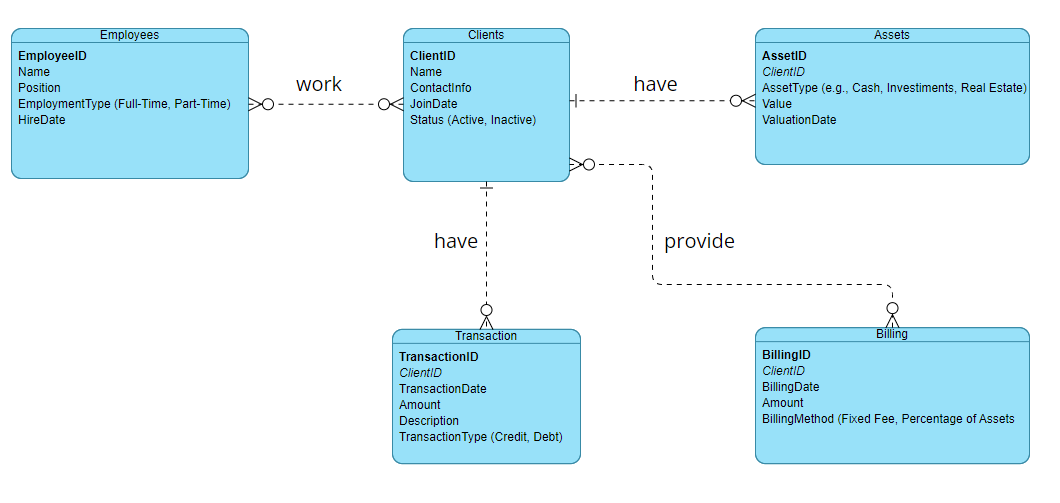 Employees
EmployeeID
Name
Position
EmploymentType (Full-Time, Part-Time)
HireDate
work
Clients
ClientID
Name
ContactInfo
JoinDate
Status (Active, Inactive)
have
Assets
AssetID
ClientID
AssetType (e.g., Cash, Investments, Real Estate)
Value
ValuationDate
have
provide
Transaction
TransactionID
ClientID
TransactionDate
Amount
Description
TransactionType (Credit, Debt)
Billing
BillingID
ClientID
BillingDate
Amount
BillingMethod (Fixed Fee, Percentage of Assets